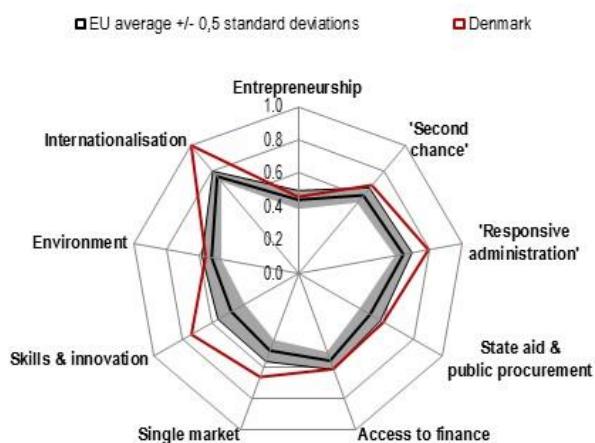 EU average +/- 0,5 standard deviations
Denmark
Entrepreneurship
1.0
'Second
chance'
0.8
Internationalisation
0.6
0.4
Environment
'Responsive
administration'
0.2
0.0
State aid &
public procurement
Skills & innovation
Single market
Access to finance